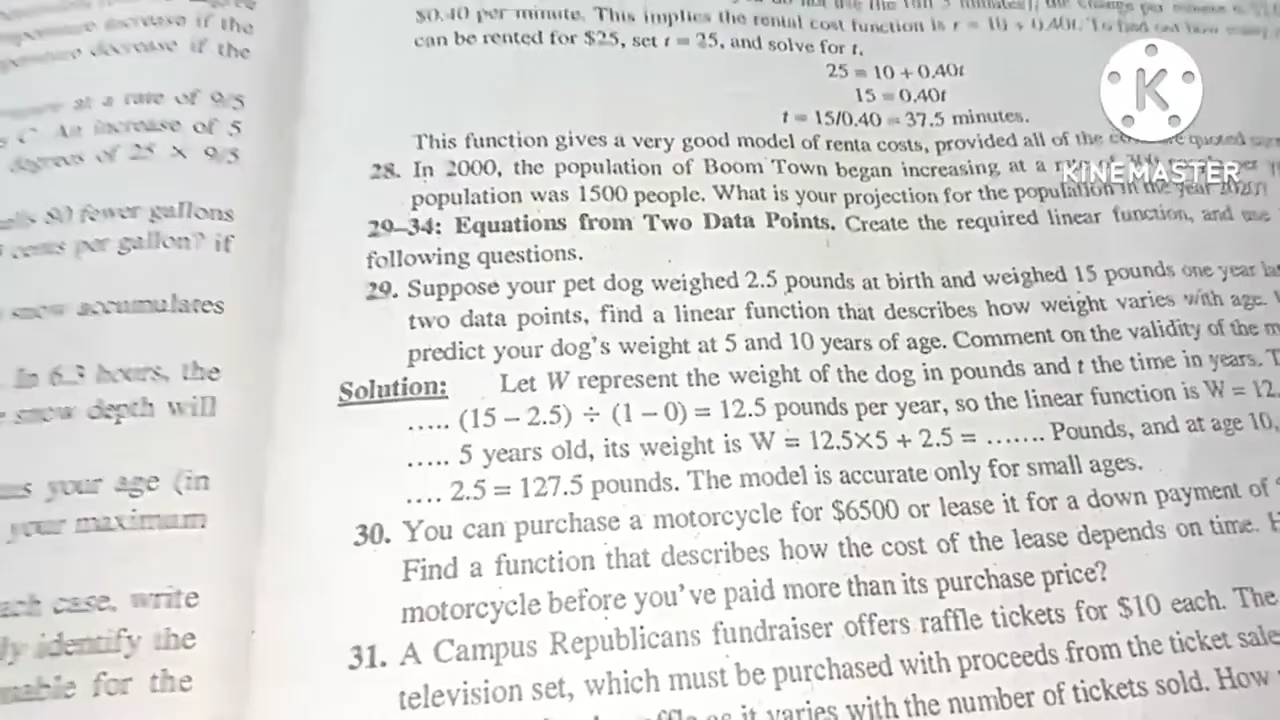 increase if the
decrease if the
at a rate of 9/5
C. An increase of 5
degrees of 25 × 9/5
80 fewer gallons
cents per gallon? if
snow accumulates
In 6.3 hours, the
snow depth will
your age (in
your maximum
each case, write
identify the
for the
$0.40 per minute. This implies the rental cost function is r = 10 + 0.40t. To find out how many
can be rented for $25, set r = 25, and solve for t.
25 = 10 + 0.40t
15 = 0.40t
t = 15/0.40 = 37.5 minutes.
This function gives a very good model of renta costs, provided all of the quoted
28. In 2000, the population of Boom Town began increasing at a
population was 1500 people. What is your projection for the population in the year 2020?
29–34: Equations from Two Data Points. Create the required linear function, and use
following questions.
29. Suppose your pet dog weighed 2.5 pounds at birth and weighed 15 pounds one year
two data points, find a linear function that describes how weight varies with age.
predict your dog's weight at 5 and 10 years of age. Comment on the validity of the
Solution: Let W represent the weight of the dog in pounds and t the time in years.
..... (15 – 2.5) ÷ (1 – 0) = 12.5 pounds per year, so the linear function is W = 12.
..... 5 years old, its weight is W = 12.5×5 + 2.5 = ....... Pounds, and at age 10,
.... 2.5 = 127.5 pounds. The model is accurate only for small ages.
30. You can purchase a motorcycle for $6500 or lease it for a down payment of
Find a function that describes how the cost of the lease depends on time.
motorcycle before you've paid more than its purchase price?
31. A Campus Republicans fundraiser offers raffle tickets for $10 each. The
television set, which must be purchased with proceeds from the ticket sale
as it varies with the number of tickets sold. How
K
KINEMASTER